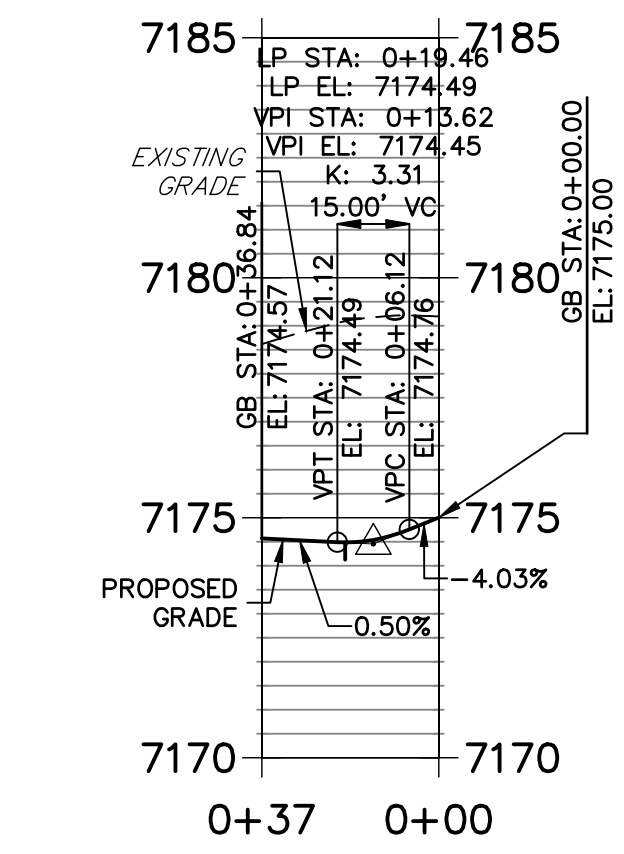 7185
7185
LP STA: 0+19.46
LP EL: 7174.49
VPI STA: 0+13.62
VPI EL: 7174.45
K: 3.31
15.00' VC
EXISTING
GRADE
GB STA: 0+00.00
EL: 7175.00
7180
7180
GB STA: 0+36.84
EL: 7174.57
VPT STA: 0+21.12
EL: 7174.49
VPC STA: 0+06.12
EL: 7174.76
7175
7175
PROPOSED
GRADE
-4.03%
0.50%
7170
7170
0+37
0+00